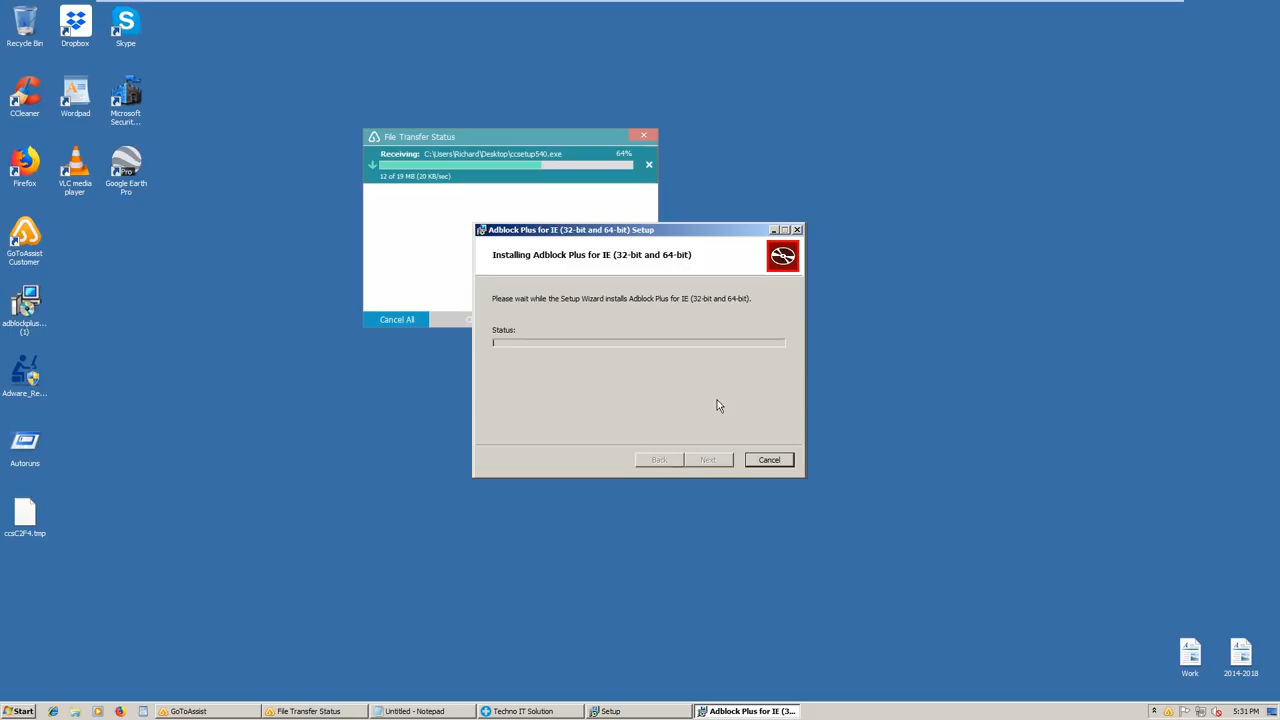 Recycle Bin
Dropbox
Skype
CCleaner
Wordpad
Microsoft
Securit...
Firefox
VLC media
player
Pro
Google Earth
Pro
GoToAssist
Customer
adblockplus...
(1)
Adware_Re...
Autoruns
ccsC2F4.tmp
File Transfer Status
Receiving: C:\Users\Richard\Desktop\ccsetup540.exe 64%
12 of 19 MB (20 KB/sec)
Cancel All
Adblock Plus for IE (32-bit and 64-bit) Setup
Installing Adblock Plus for IE (32-bit and 64-bit)
Please wait while the Setup Wizard installs Adblock Plus for IE (32-bit and 64-bit).
Status:
Back Next Cancel
Work
2014-2018
Start GoToAssist File Transfer Status Untitled - Notepad Techno IT Solution Setup Adblock Plus for IE (3... 5:31 PM